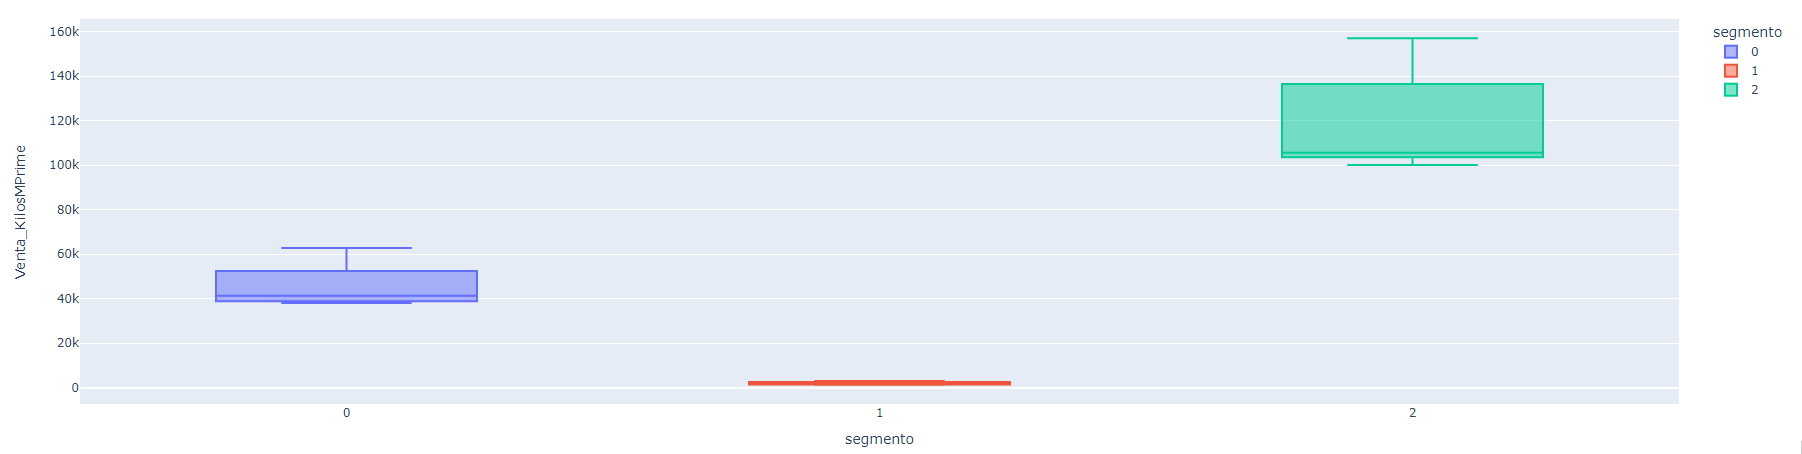 160k
140k
120k
100k
80k
60k
40k
20k
0
Venta_KilosMPrime
0 1 2
segmento
segmento
0
1
2